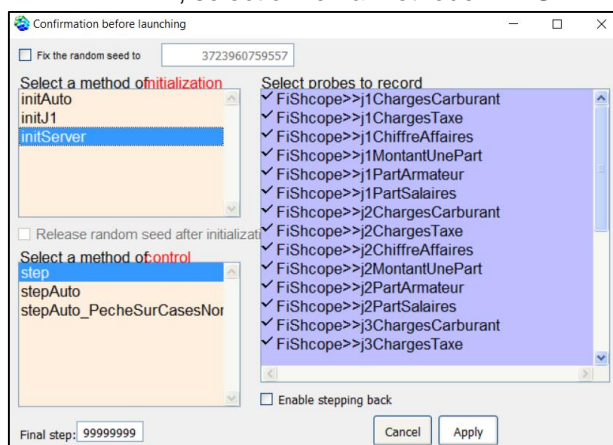 Confirmation before launching
Fix the random seed to 3723960759557
Select a method of initialization
initAuto
initJ1
initServer
Release random seed after initializati
Select a method of control
step
stepAuto
stepAuto_PecheSurCasesNor
Final step: 99999999
Select probes to record
FiShcope>>j1ChargesCarburant
FiShcope>>j1ChargesTaxe
FiShcope>>j1ChiffreAffaires
FiShcope>>j1MontantUnePart
FiShcope>>j1PartArmateur
FiShcope>>j1PartSalaires
FiShcope>>j2ChargesCarburant
FiShcope>>j2ChargesTaxe
FiShcope>>j2ChiffreAffaires
FiShcope>>j2MontantUnePart
FiShcope>>j2PartArmateur
FiShcope>>j2PartSalaires
FiShcope>>j3ChargesCarburant
FiShcope>>j3ChargesTaxe
Enable stepping back
Cancel
Apply